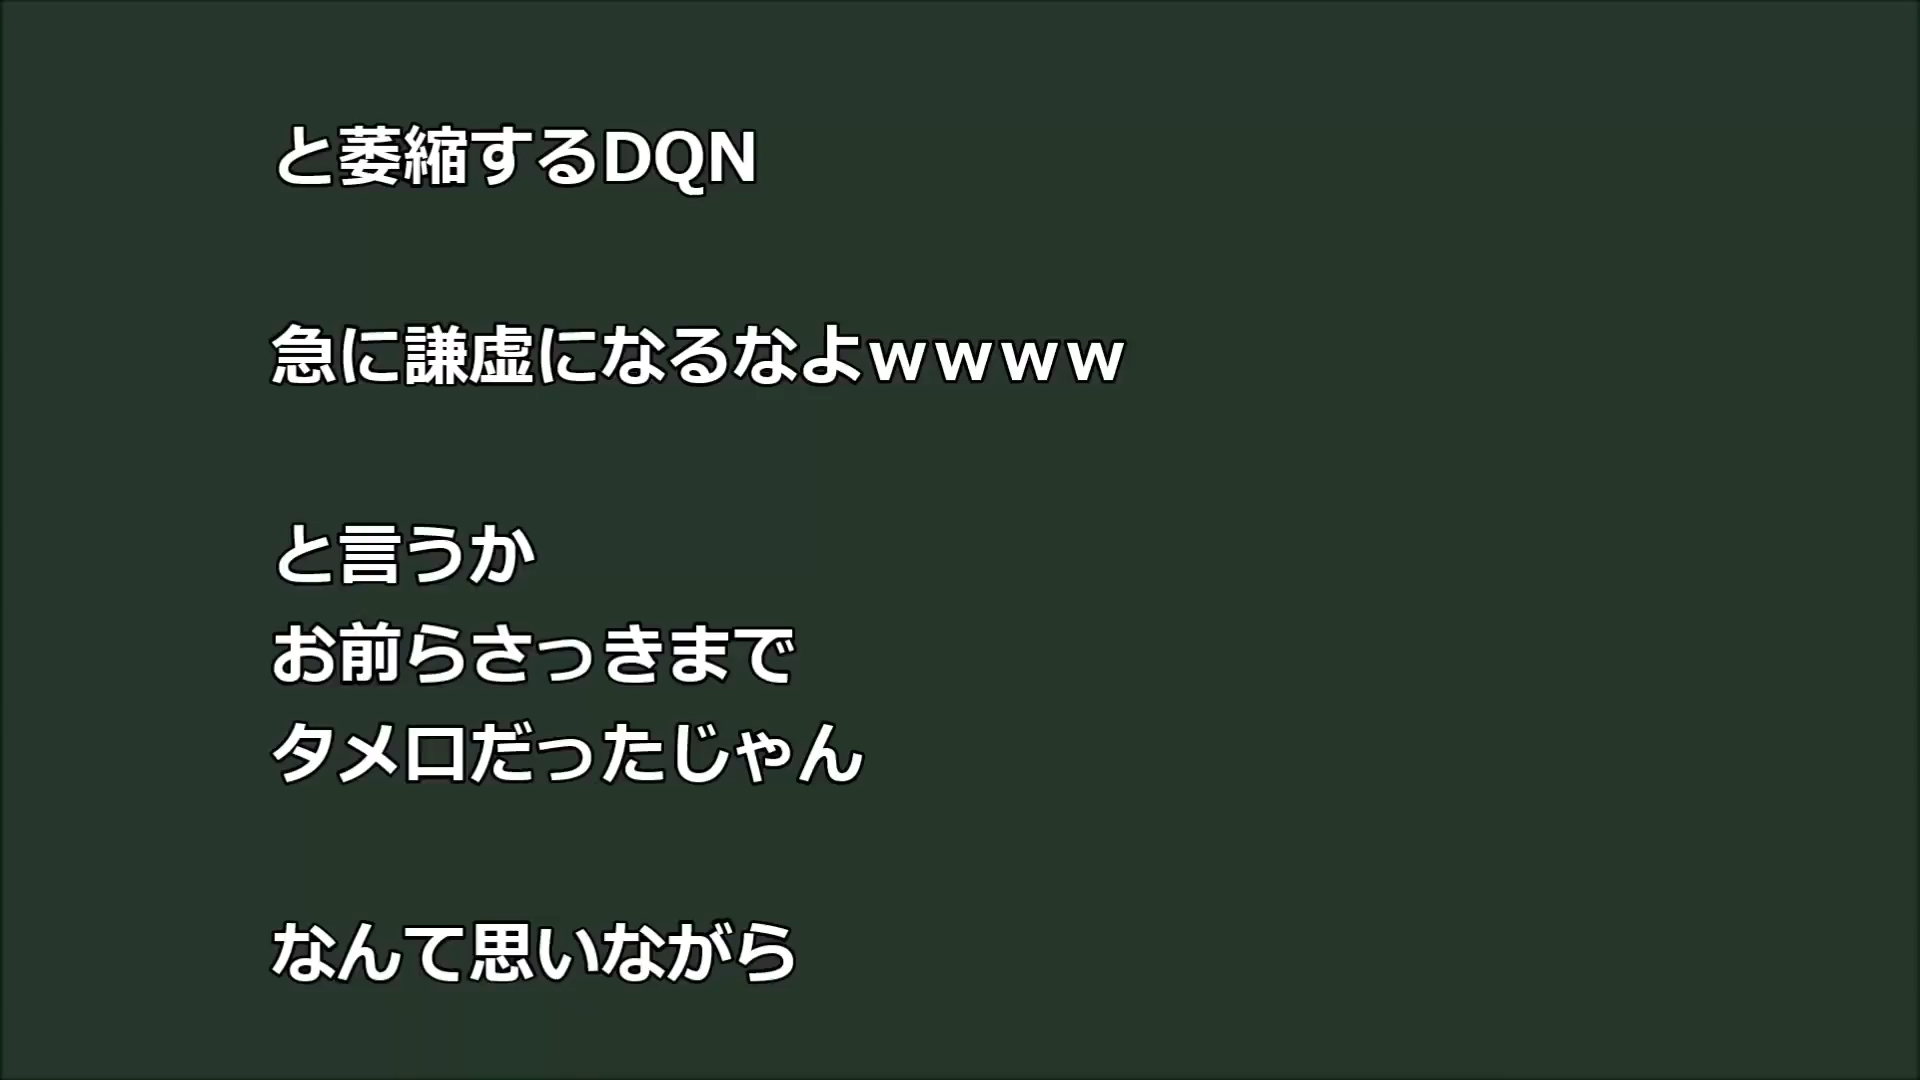 と萎縮するDQN
急に謙虚になるなよｗｗｗｗ
と言うか
お前らさっきまで
タメ口だったじゃん
なんて思いながら